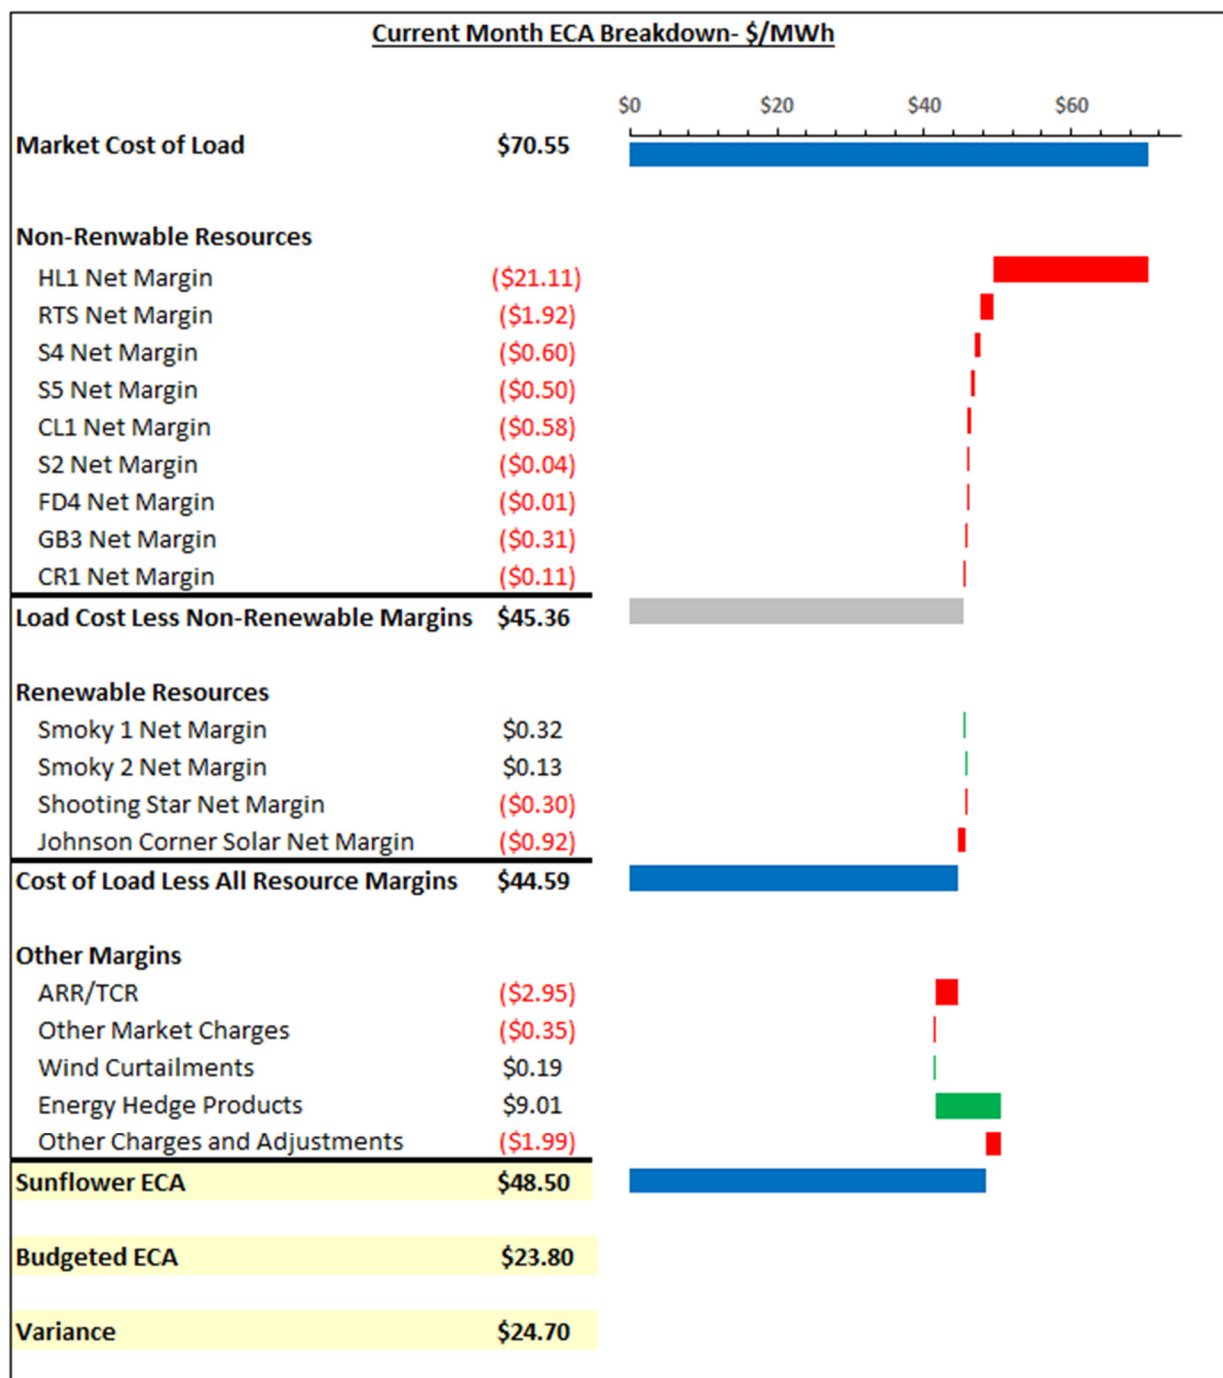 Current Month ECA Breakdown- $/MWh
$0 $20 $40 $60
Market Cost of Load $70.55
Non-Renwable Resources
HL1 Net Margin ($21.11)
RTS Net Margin ($1.92)
S4 Net Margin ($0.60)
S5 Net Margin ($0.50)
CL1 Net Margin ($0.58)
S2 Net Margin ($0.04)
FD4 Net Margin ($0.01)
GB3 Net Margin ($0.31)
CR1 Net Margin ($0.11)
Load Cost Less Non-Renewable Margins $45.36
Renewable Resources
Smoky 1 Net Margin $0.32
Smoky 2 Net Margin $0.13
Shooting Star Net Margin ($0.30)
Johnson Corner Solar Net Margin ($0.92)
Cost of Load Less All Resource Margins $44.59
Other Margins
ARR/TCR ($2.95)
Other Market Charges ($0.35)
Wind Curtailments $0.19
Energy Hedge Products $9.01
Other Charges and Adjustments ($1.99)
Sunflower ECA $48.50
Budgeted ECA $23.80
Variance $24.70